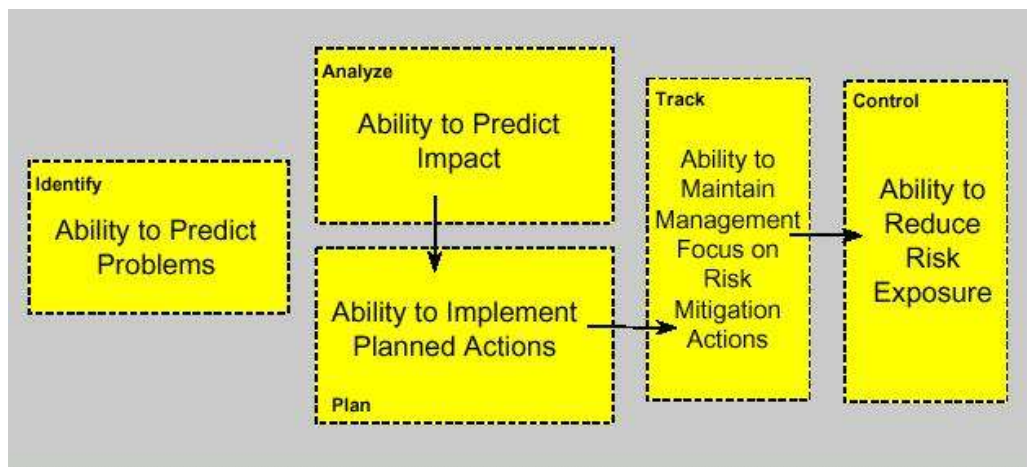 Identify
Ability to Predict
Problems
Analyze
Ability to Predict
Impact
Ability to Implement
Planned Actions
Plan
Track
Ability to
Maintain
Management
Focus on
Risk
Mitigation
Actions
Control
Ability to
Reduce
Risk
Exposure